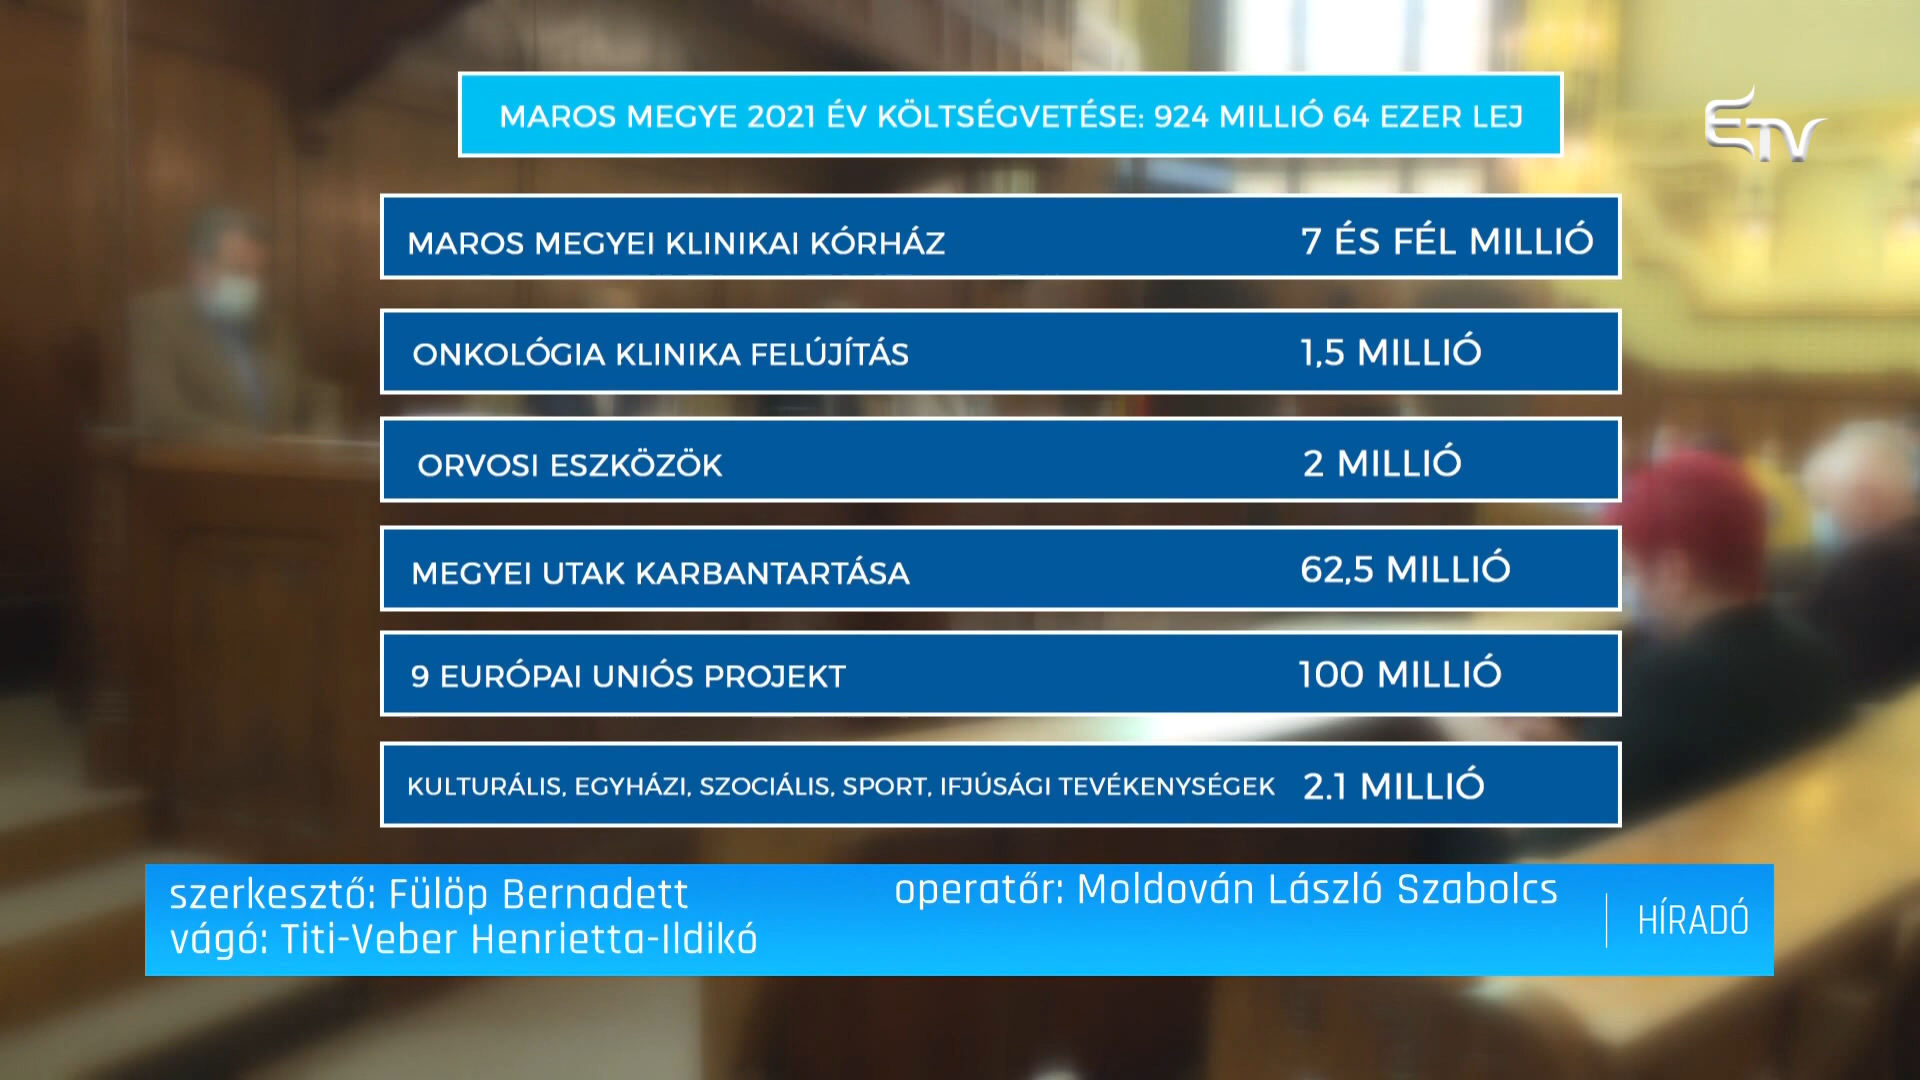 MAROS MEGYE 2021 ÉV KÖLTSÉGVETÉSE: 924 MILLIÓ 64 EZER LEJ
ETV
MAROS MEGYEI KLINIKAI KÓRHÁZ 7 ÉS FÉL MILLIÓ
ONKOLÓGIA KLINIKA FELÚJÍTÁS 1,5 MILLIÓ
ORVOSI ESZKÖZÖK 2 MILLIÓ
MEGYEI UTAK KARBANTARTÁSA 62,5 MILLIÓ
9 EURÓPAI UNIÓS PROJEKT 100 MILLIÓ
KULTURÁLIS, EGYHÁZI, SZOCIÁLIS, SPORT, IFJÚSÁGI TEVÉKENYSÉGEK 2.1 MILLIÓ
szerkesztő: Fülöp Bernadett
vágó: Titi-Veber Henrietta-Ildikó
operatőr: Moldován László Szabolcs
HÍRADÓ